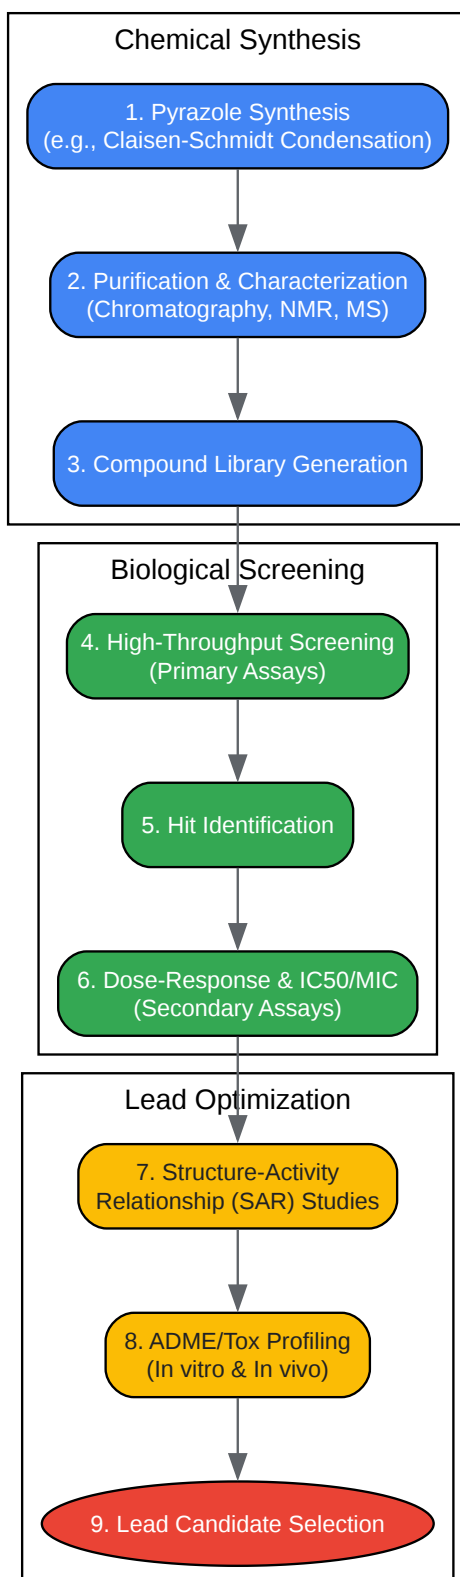 Chemical Synthesis
1. Pyrazole Synthesis
(e.g., Claisen-Schmidt Condensation)
2. Purification & Characterization
(Chromatography, NMR, MS)
3. Compound Library Generation
Biological Screening
4. High-Throughput Screening
(Primary Assays)
5. Hit Identification
6. Dose-Response & IC50/MIC
(Secondary Assays)
Lead Optimization
7. Structure-Activity
Relationship (SAR) Studies
8. ADME/Tox Profiling
(In vitro & In vivo)
9. Lead Candidate Selection